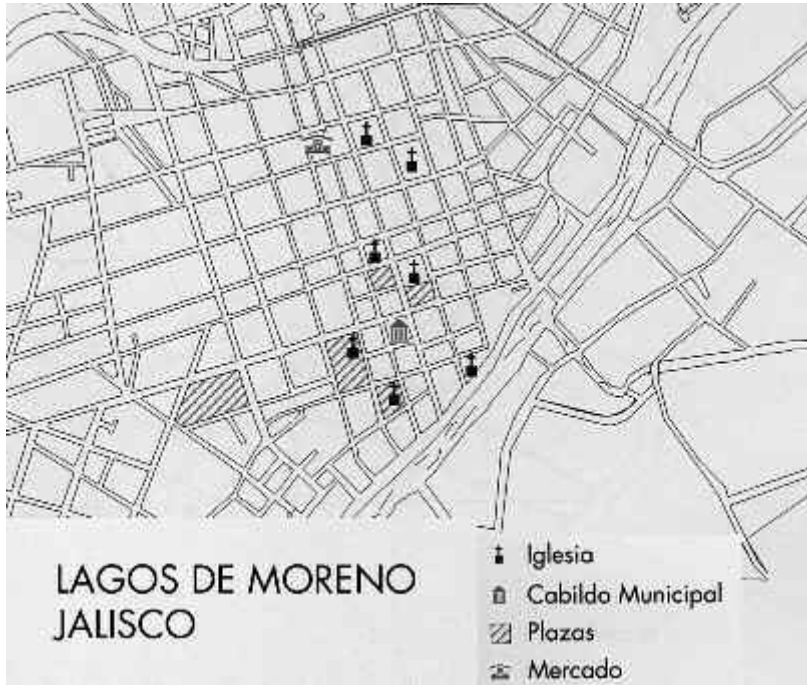 LAGOS DE MORENO
JALISCO
Iglesia
Cabildo Municipal
Plazas
Mercado